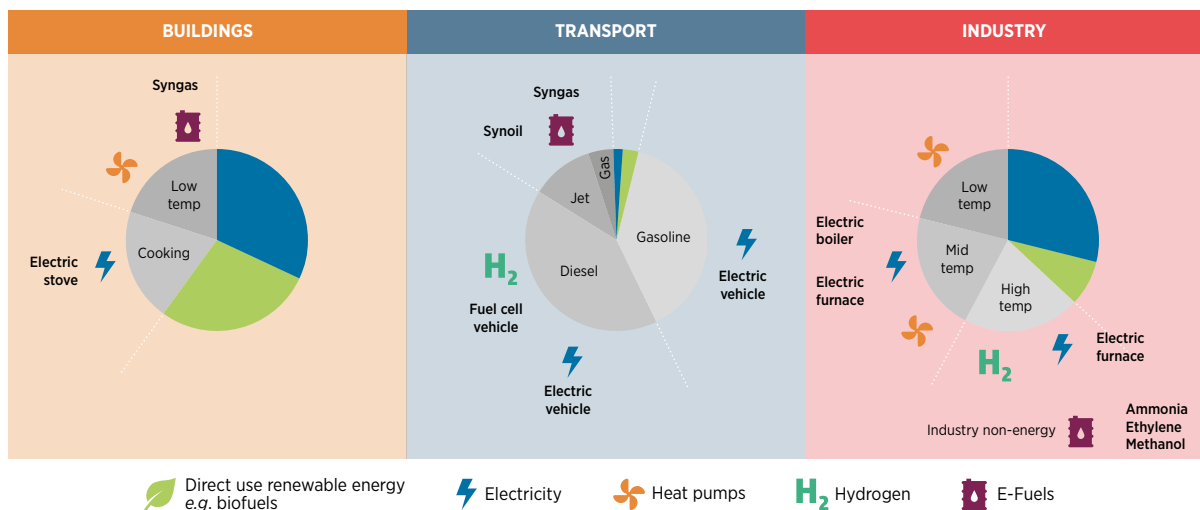 BUILDINGS
Syngas
Low
temp
Cooking
Electric
stove
TRANSPORT
Syngas
Synoil
Gas
Jet
Gasoline
Diesel
H2
Fuel cell
vehicle
Electric
vehicle
Electric
vehicle
INDUSTRY
Low
temp
Electric
boiler
Mid
temp
Electric
furnace
High
temp
H2
Electric
furnace
Industry non-energy
Ammonia
Ethylene
Methanol
Direct use renewable energy
e.g. biofuels
Electricity
Heat pumps
H2 Hydrogen
E-Fuels